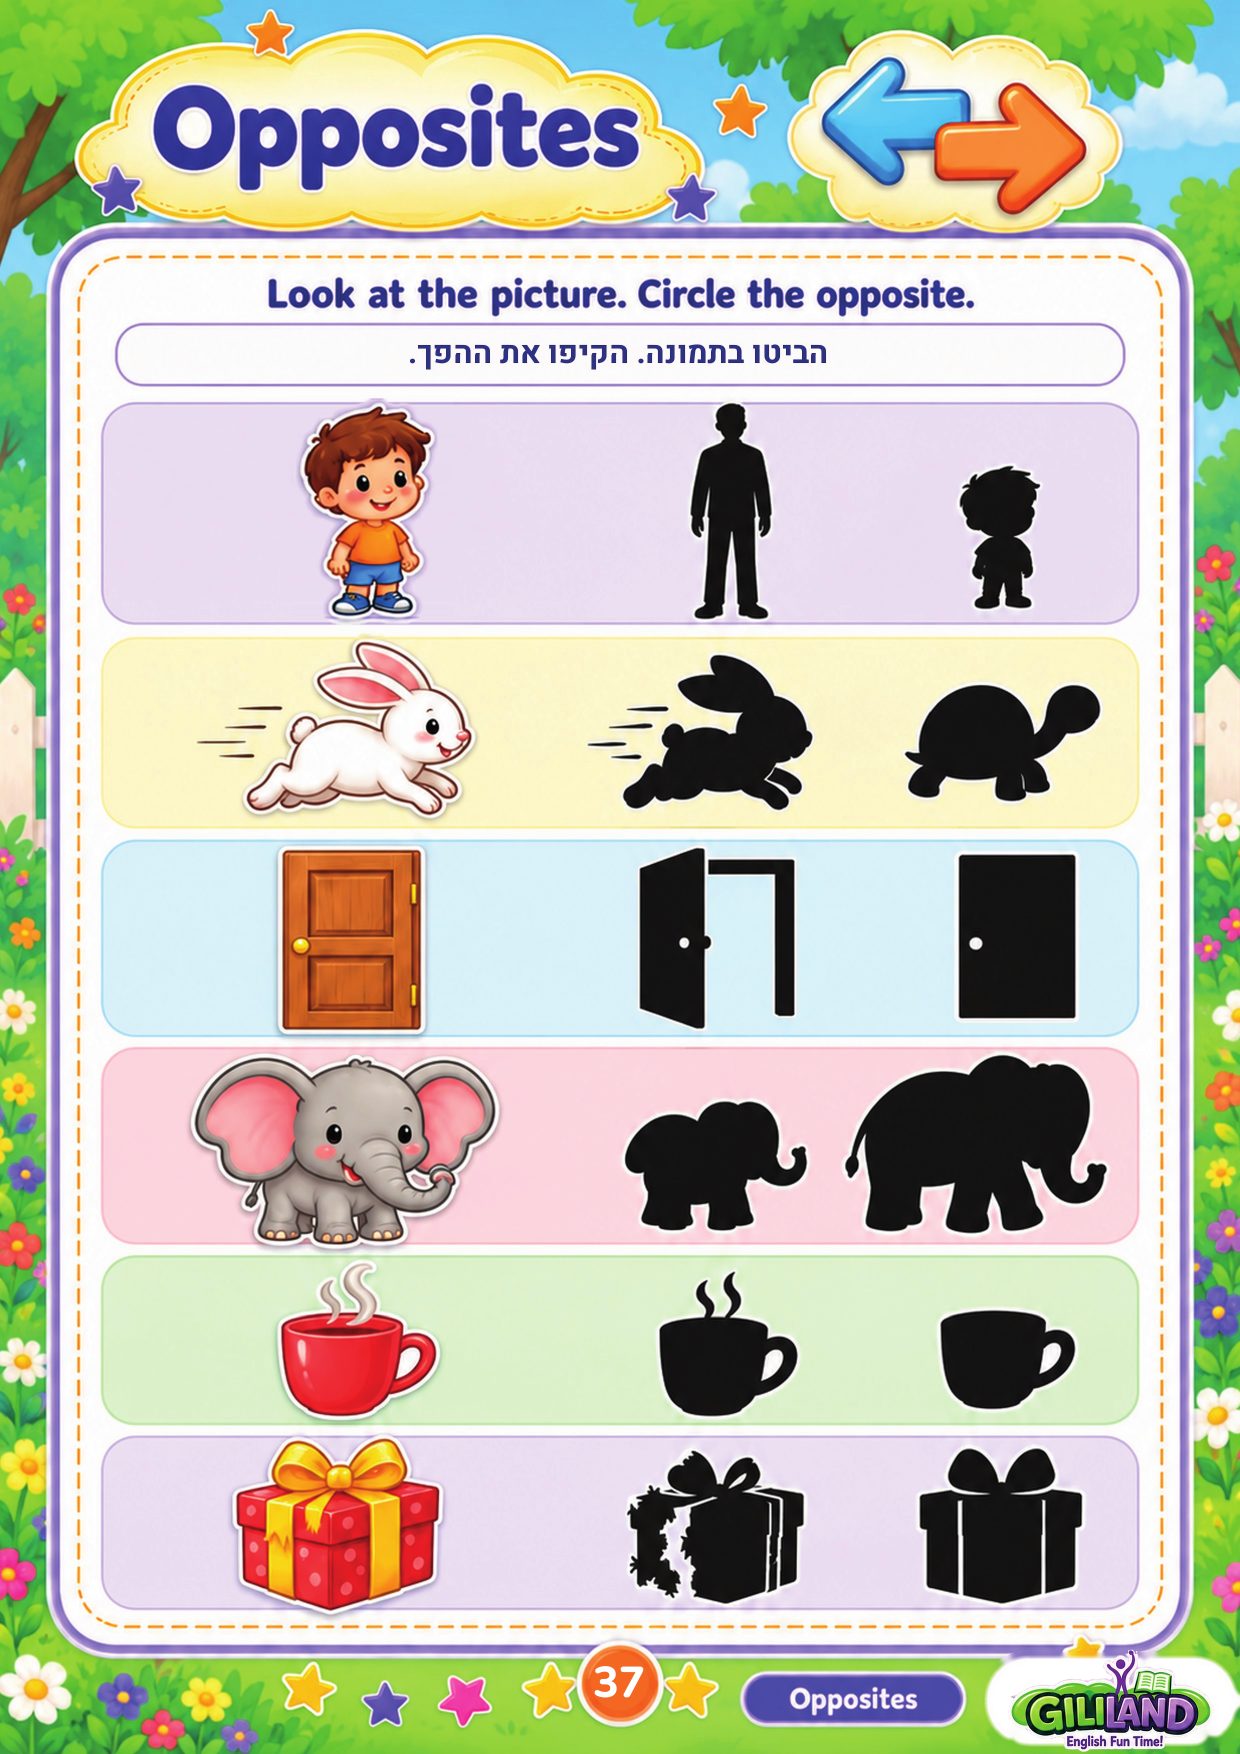 Opposites
Look at the picture. Circle the opposite.
הביטו בתמונה. הקיפו את ההפך.
37
Opposites
GILILAND
English Fun Time!